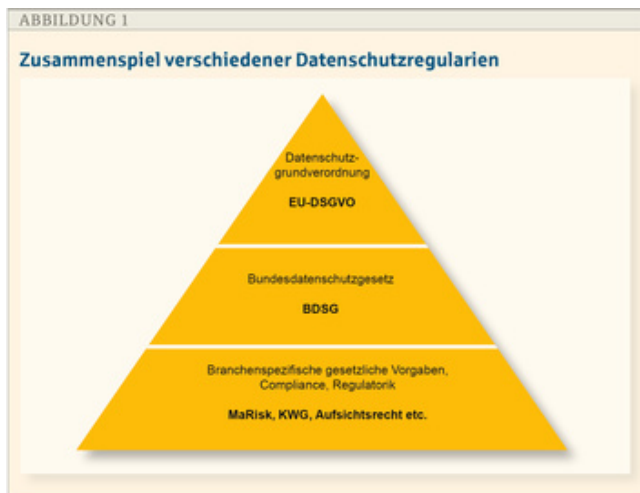 ABBILDUNG 1
Zusammenspiel verschiedener Datenschutzregularien
Datenschutz-
grundverordnung
EU-DSGVO
Bundesdatenschutzgesetz
BDSG
Branchenspezifische gesetzliche Vorgaben,
Compliance, Regulatorik
MaRisk, KWG, Aufsichtsrecht etc.